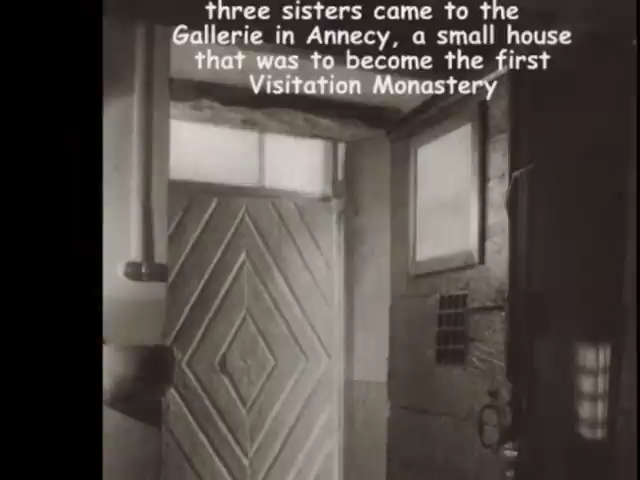 three sisters came to the
Gallerie in Annecy, a small house
that was to become the first
Visitation Monastery